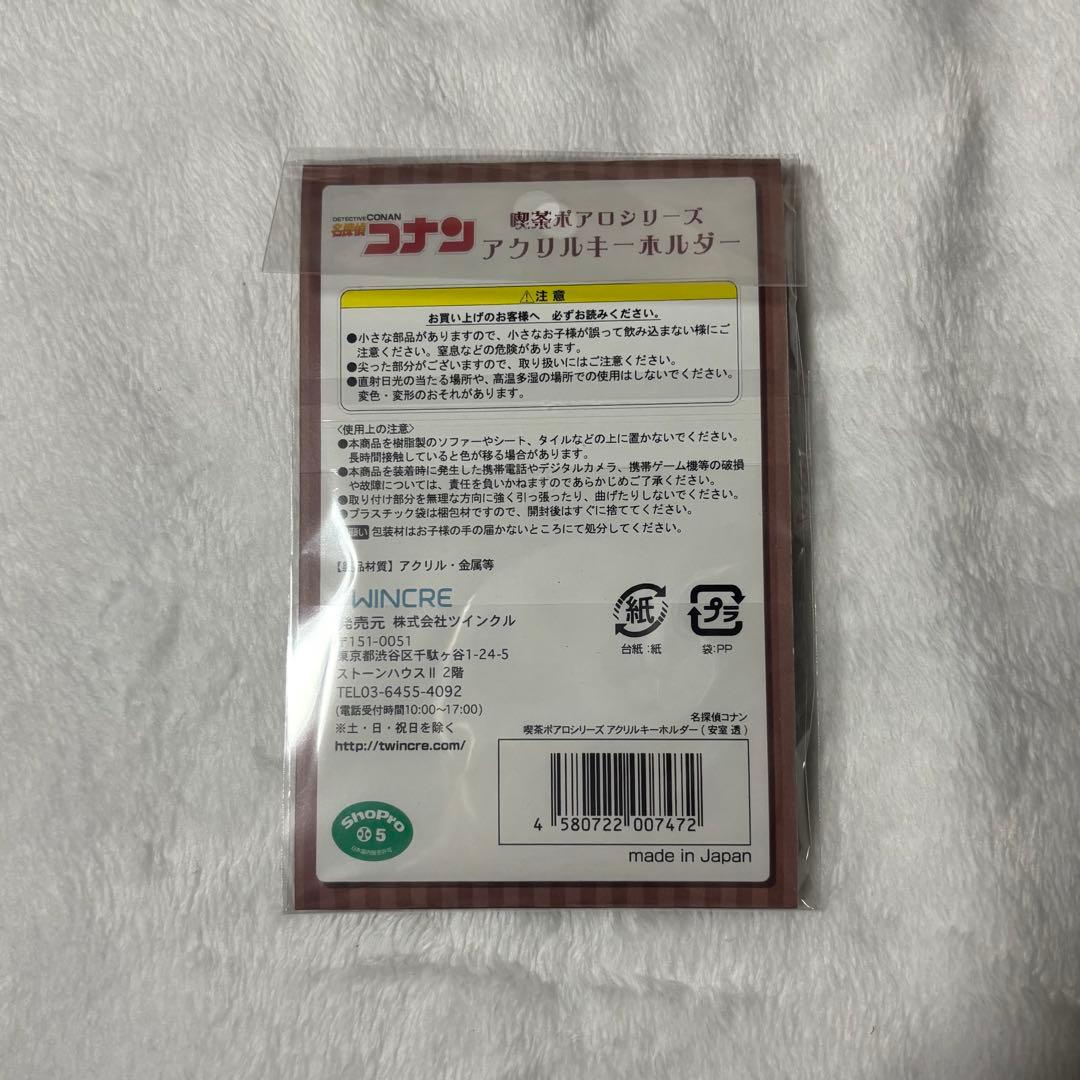 DETECTIVE CONAN
名探偵コナン
喫茶ポアロシリーズ
アクリルキーホルダー
⚠注意
お買い上げのお客様へ 必ずお読みください。
●小さな部品がありますので、小さなお子様が誤って飲み込まない様にご
注意ください。窒息などの危険があります。
●尖った部分がございますので、取り扱いにはご注意ください。
●直射日光の当たる場所や、高温多湿の場所での使用はしないでください。
変色・変形のおそれがあります。
〈使用上の注意〉
●本商品を樹脂製のソファーやシート、タイルなどの上に置かないでください。
長時間接触していると色が移る場合があります。
●本商品を装着時に発生した携帯電話やデジタルカメラ、携帯ゲーム機等の破損
や故障については、責任を負いかねますのであらかじめご了承ください。
●取り付け部分を無理な方向に強く引っ張ったり、曲げたりしないでください。
●プラスチック袋は梱包材ですので、開封後はすぐに捨ててください。
願い 包装材はお子様の手の届かないところにて処分してください。
品材質】アクリル・金属等
TWINCRE
発売元 株式会社ツインクル
〒151-0051
東京都渋谷区千駄ヶ谷1-24-5
ストーンハウスⅡ 2階
TEL03-6455-4092
(電話受付時間10:00~17:00)
※土・日・祝日を除く
http://twincre.com/
紙
台紙:紙
プラ
袋:PP
名探偵コナン
喫茶ポアロシリーズ アクリルキーホルダー(安室 透)
4 580722 007472
made in Japan
ShoPro
小 5
日本国内販売許可